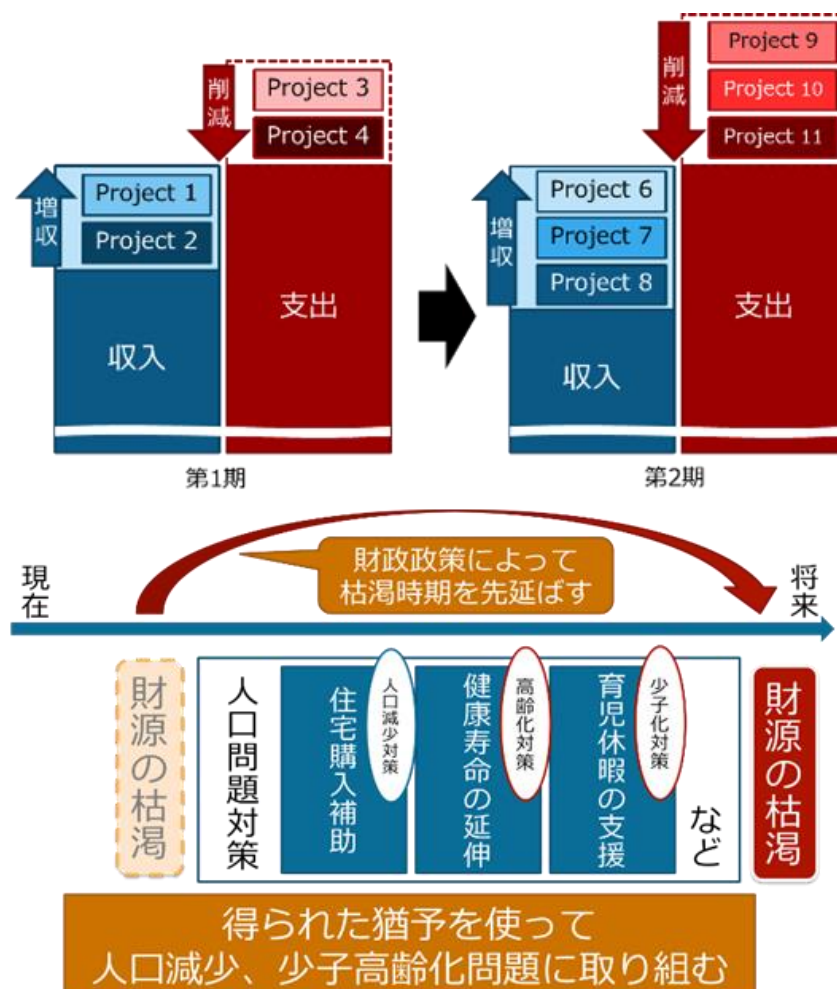 増収
Project 1
Project 2
収入
削減
Project 3
Project 4
支出
第1期
増収
Project 6
Project 7
Project 8
収入
削減
Project 9
Project 10
Project 11
支出
第2期
現在
財政政策によって
枯渇時期を先延ばす
将来
財源の枯渇
人口問題対策
住宅購入補助
人口減少対策
健康寿命の延伸
高齢化対策
育児休暇の支援
少子化対策
など
財源の枯渇
得られた猶予を使って
人口減少、少子高齢化問題に取り組む